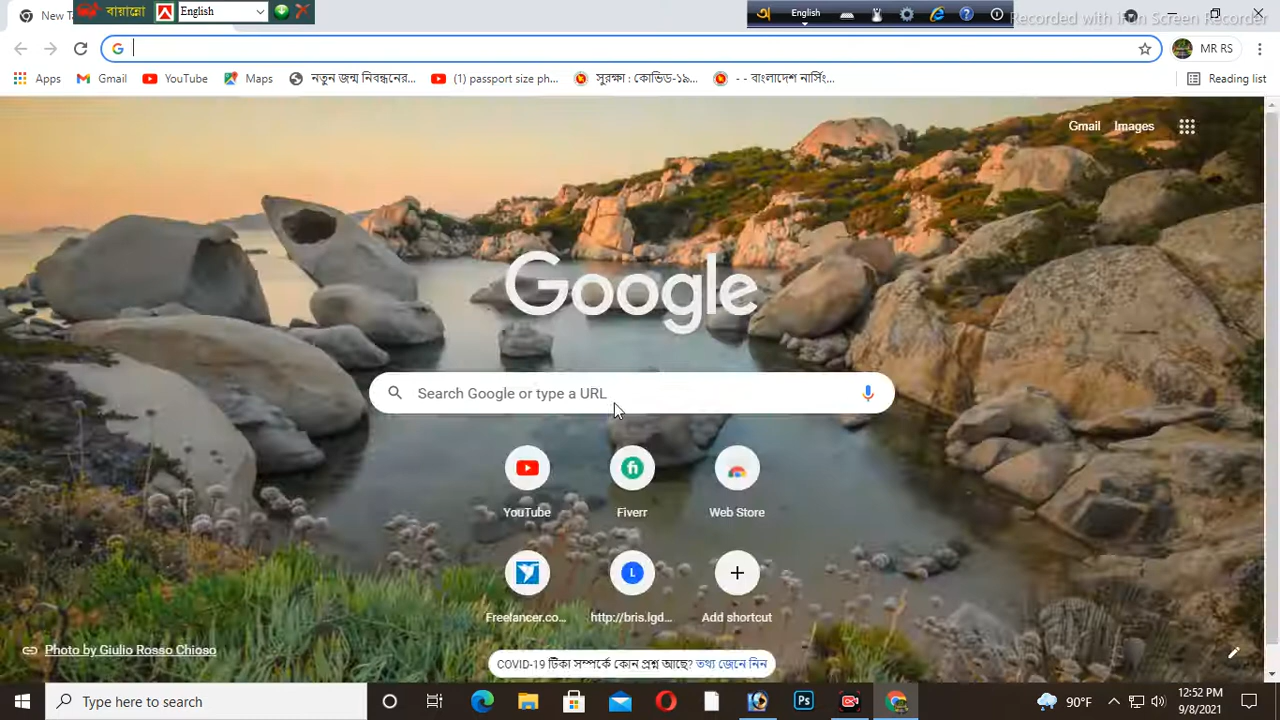 New Ta
বায়ান্নো
English
English
Recorded with iFun Screen Recorder
MR RS
Apps
Gmail
YouTube
Maps
নতুন জন্ম নিবন্ধনের...
(1) passport size ph...
সুরক্ষা : কোভিড-১৯...
- - বাংলাদেশ নার্সিং...
Reading list
Gmail
Images
Google
Search Google or type a URL
YouTube
Fiverr
Web Store
L
Freelancer.co...
http://bris.lgd...
Add shortcut
Photo by Giulio Rosso Chioso
COVID-19 টিকা সম্পর্কে কোন প্রশ্ন আছে? তথ্য জেনে নিন
Type here to search
Ps
90°F
12:52 PM
9/8/2021